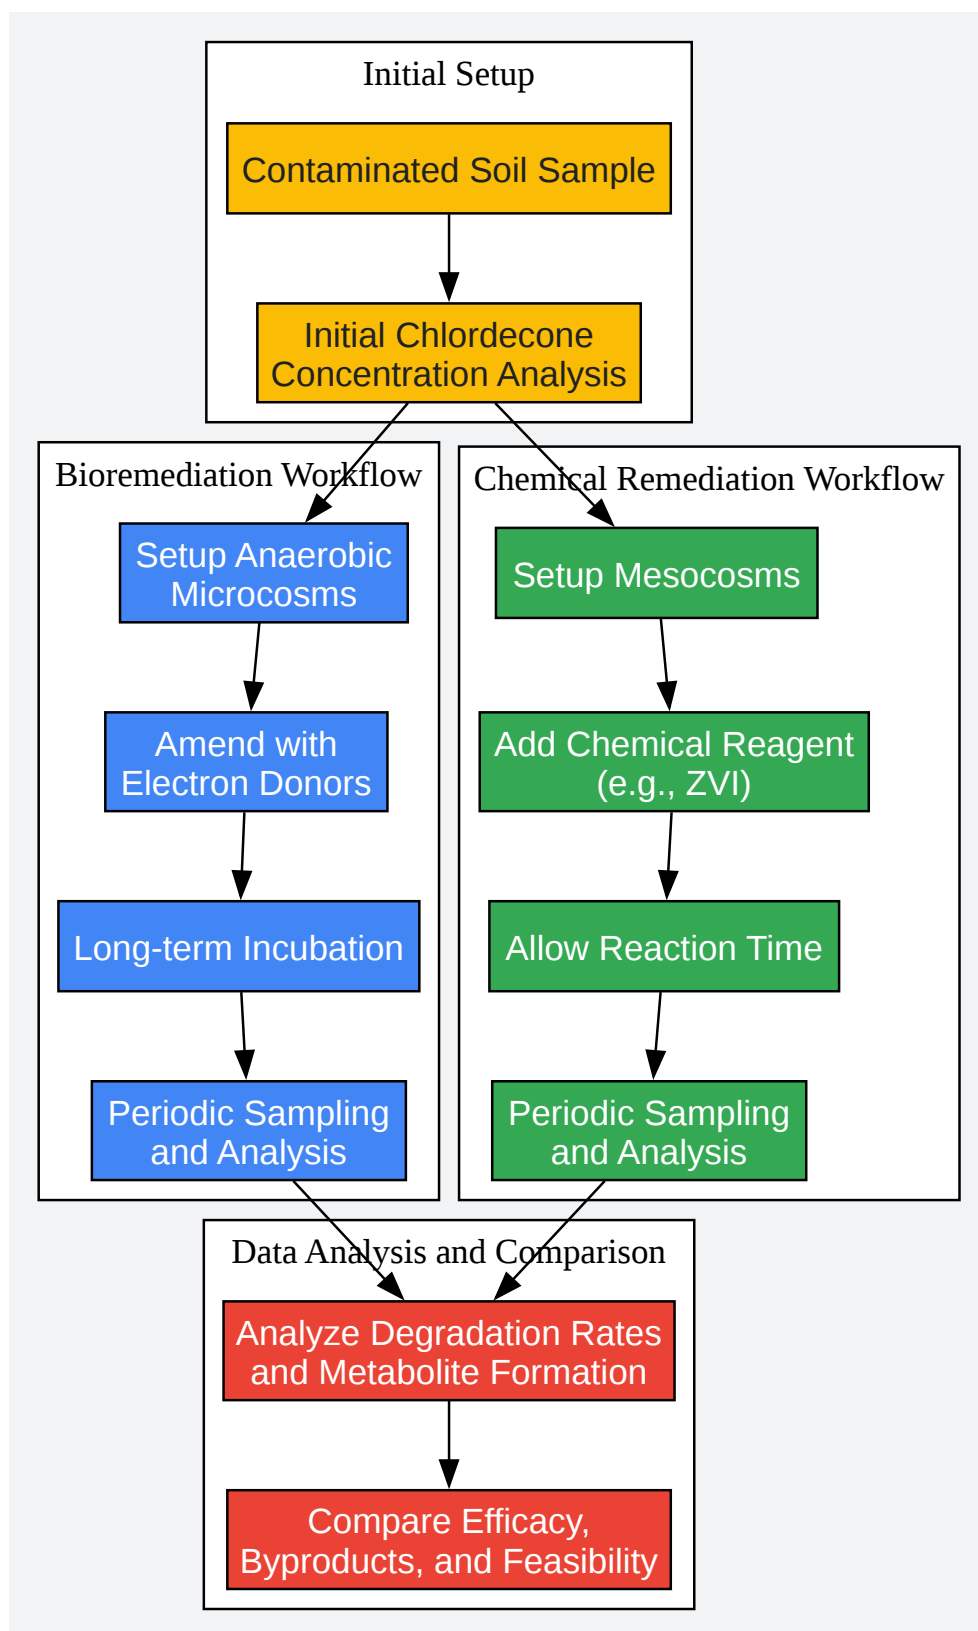 Initial Setup
Contaminated Soil Sample
Initial Chlordecone
Concentration Analysis
Bioremediation Workflow
Setup Anaerobic
Microcosms
Amend with
Electron Donors
Long-term Incubation
Periodic Sampling
and Analysis
Chemical Remediation Workflow
Setup Mesocosms
Add Chemical Reagent
(e.g., ZVI)
Allow Reaction Time
Periodic Sampling
and Analysis
Data Analysis and Comparison
Analyze Degradation Rates
and Metabolite Formation
Compare Efficacy,
Byproducts, and Feasibility